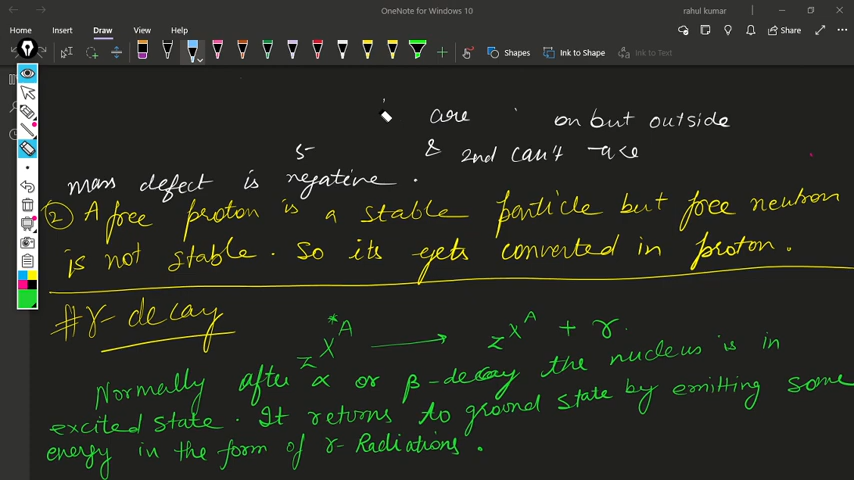 OneNote for Windows 10
rahul kumar
Home Insert Draw View Help
Share
Shapes Ink to Shape Ink to Text
are on but outside
5 & 2nd can't
mass defect is negative.
② A free proton is a stable particle but free neutron
is not stable. So its gets converted in proton.
# γ-decay
zX*A → zXA + γ.
Normally after α or β-decay the nucleus is in
excited state. It returns to ground state by emitting some
energy in the form of γ-Radiations.